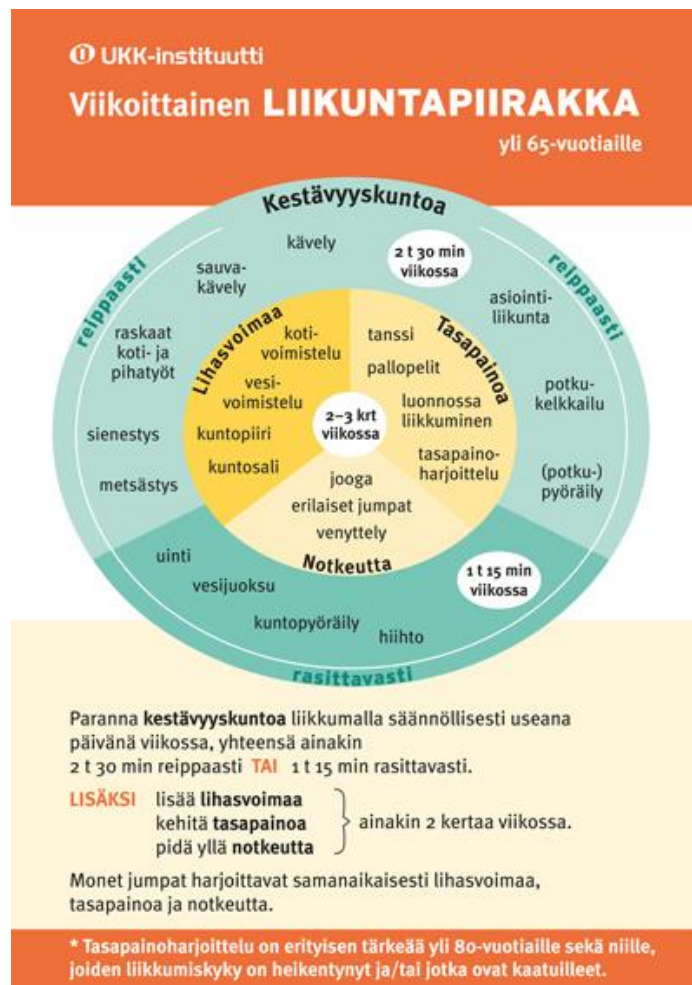 UKK-instituutti
Viikoittainen LIIKUNTAPIIRAKKA
yli 65-vuotiaille
Kestävyyskuntoa
reippaasti
reippaasti
kävely
2 t 30 min
viikossa
sauva-
kävely
asiointi-
liikunta
raskaat
koti- ja
pihatyöt
potku-
kelkkailu
sienestys
metsästys
(potku-)
pyöräily
Lihasvoimaa
koti-
voimistelu
vesi-
voimistelu
kuntopiiri
kuntosali
Tasapainoa
tanssi
pallopelit
luonnossa
liikkuminen
tasapaino-
harjoittelu
2–3 krt
viikossa
jooga
erilaiset jumpat
venyttely
Notkeutta
uinti
vesijuoksu
kuntopyöräily
hiihto
1 t 15 min
viikossa
rasittavasti
Paranna kestävyyskuntoa liikkumalla säännöllisesti useana
päivänä viikossa, yhteensä ainakin
2 t 30 min reippaasti TAI 1 t 15 min rasittavasti.
LISÄKSI lisää lihasvoimaa
kehitä tasapainoa
pidä yllä notkeutta
ainakin 2 kertaa viikossa.
Monet jumpat harjoittavat samanaikaisesti lihasvoimaa,
tasapainoa ja notkeutta.
* Tasapainoharjoittelu on erityisen tärkeää yli 80-vuotiaille sekä niille,
joiden liikkumiskyky on heikentynyt ja/tai jotka ovat kaatuilleet.